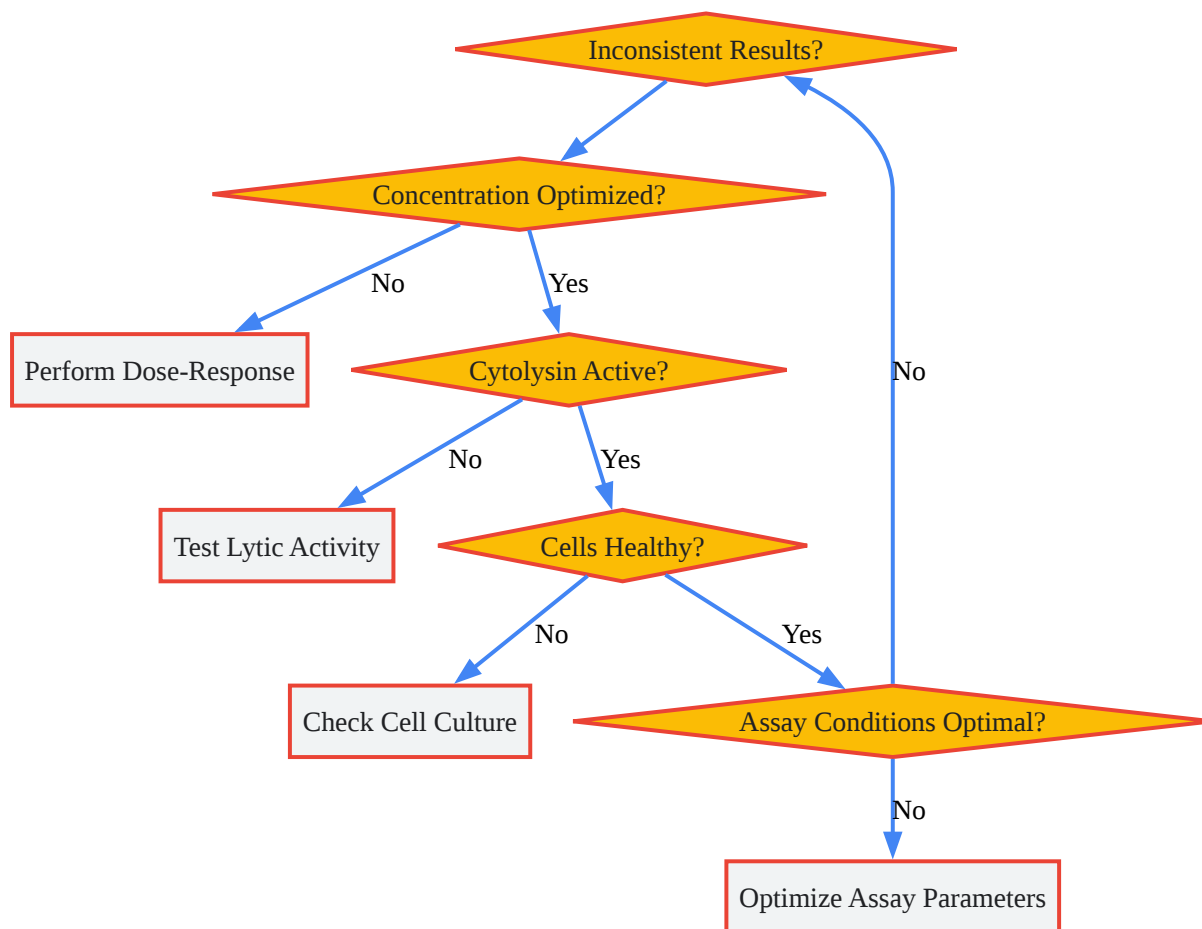 Inconsistent Results?
Concentration Optimized?
No
Yes
Perform Dose-Response
Cytolysin Active?
No
No
Yes
Test Lytic Activity
Cells Healthy?
No
Yes
Check Cell Culture
Assay Conditions Optimal?
No
Optimize Assay Parameters